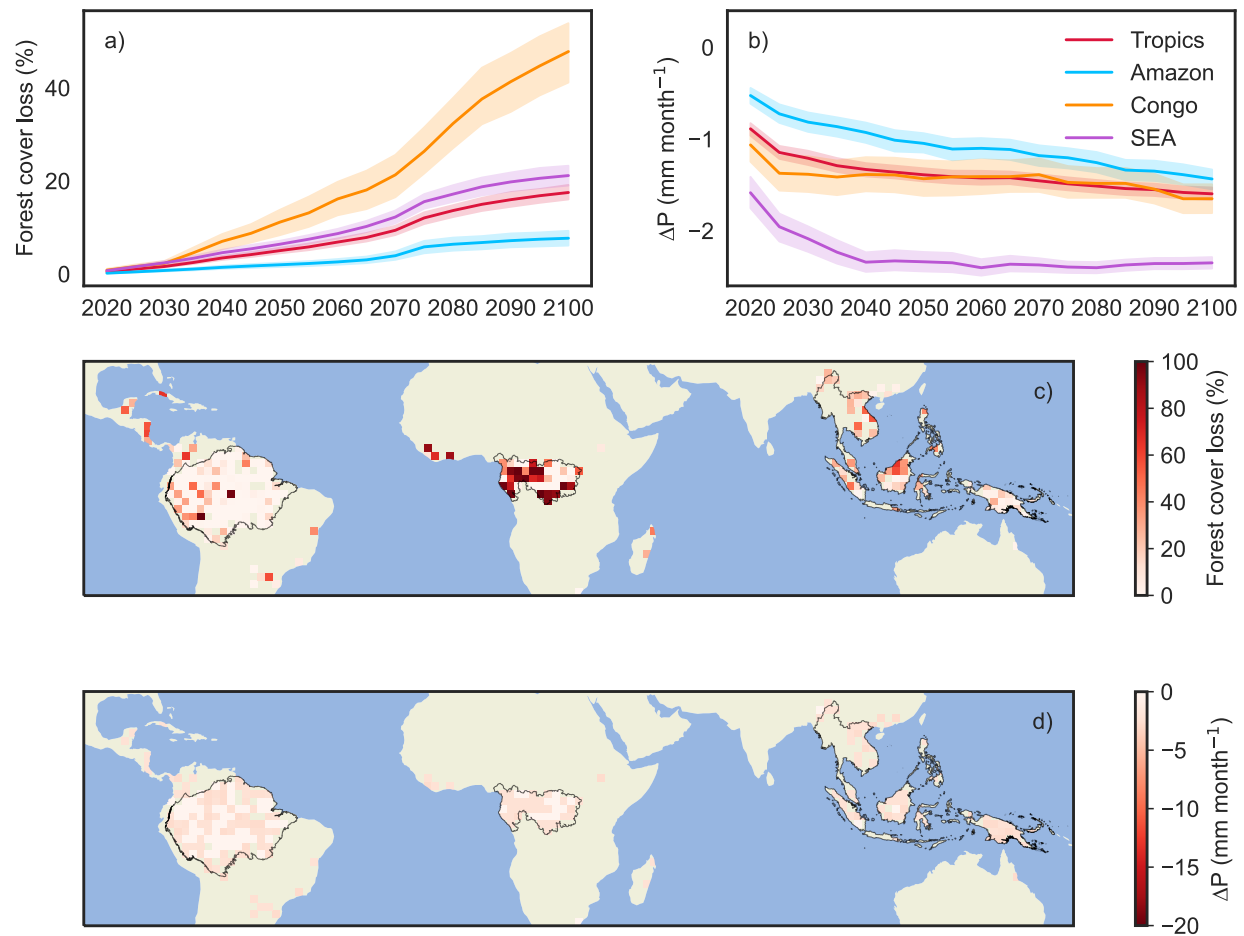 a)
Forest cover loss (%)
40
20
0
2020 2030 2040 2050 2060 2070 2080 2090 2100
b)
ΔP (mm month⁻¹)
0
−1
−2
Tropics
Amazon
Congo
SEA
2020 2030 2040 2050 2060 2070 2080 2090 2100
c)
100
80
60
40
20
0
Forest cover loss (%)
d)
0
−5
−10
−15
−20
ΔP (mm month⁻¹)